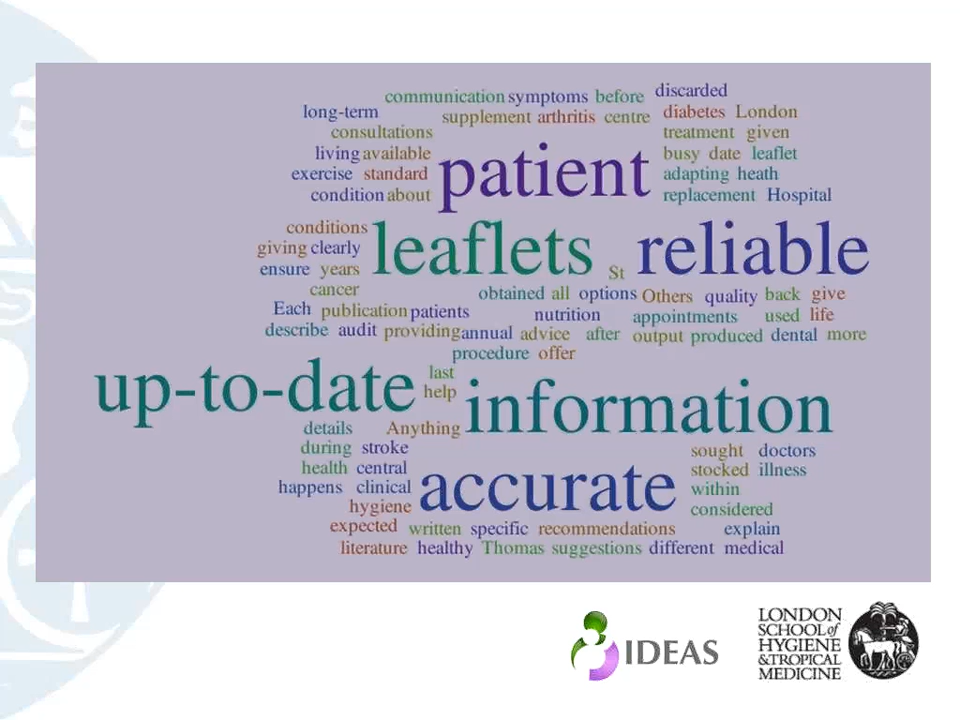 communication symptoms before discarded
long-term supplement arthritis centre diabetes London
consultations treatment given
living available patient busy date leaflet
exercise standard adapting heath
condition about replacement Hospital
conditions leaflets reliable
giving clearly
ensure years St
cancer obtained all options Others quality back give
Each publication patients nutrition appointments used life
describe audit providing annual advice after output produced dental more
procedure offer
up-to-date last information
help
details Anything
during stroke sought doctors
health central accurate stocked illness
happens clinical within
hygiene considered
expected written specific recommendations explain
literature healthy Thomas suggestions different medical
IDEAS
LONDON
SCHOOL of
HYGIENE
& TROPICAL
MEDICINE